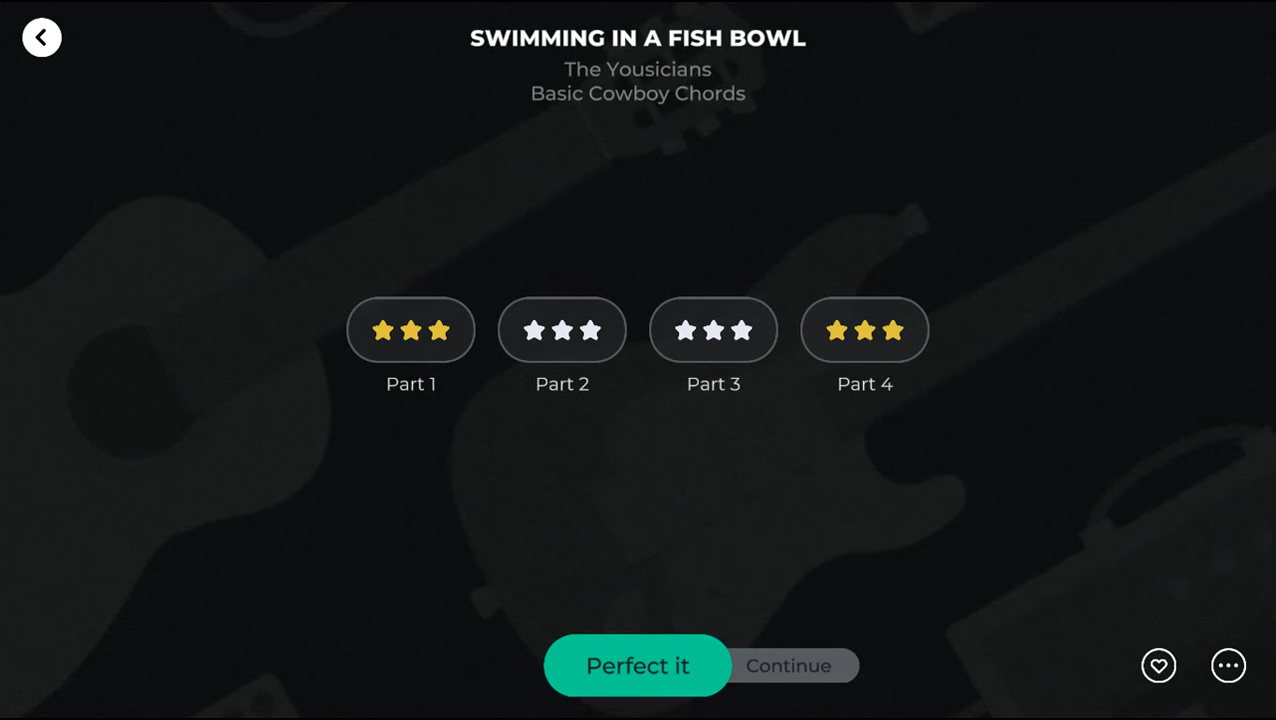 SWIMMING IN A FISH BOWL
The Yousicians
Basic Cowboy Chords
Part 1
Part 2
Part 3
Part 4
Perfect it
Continue